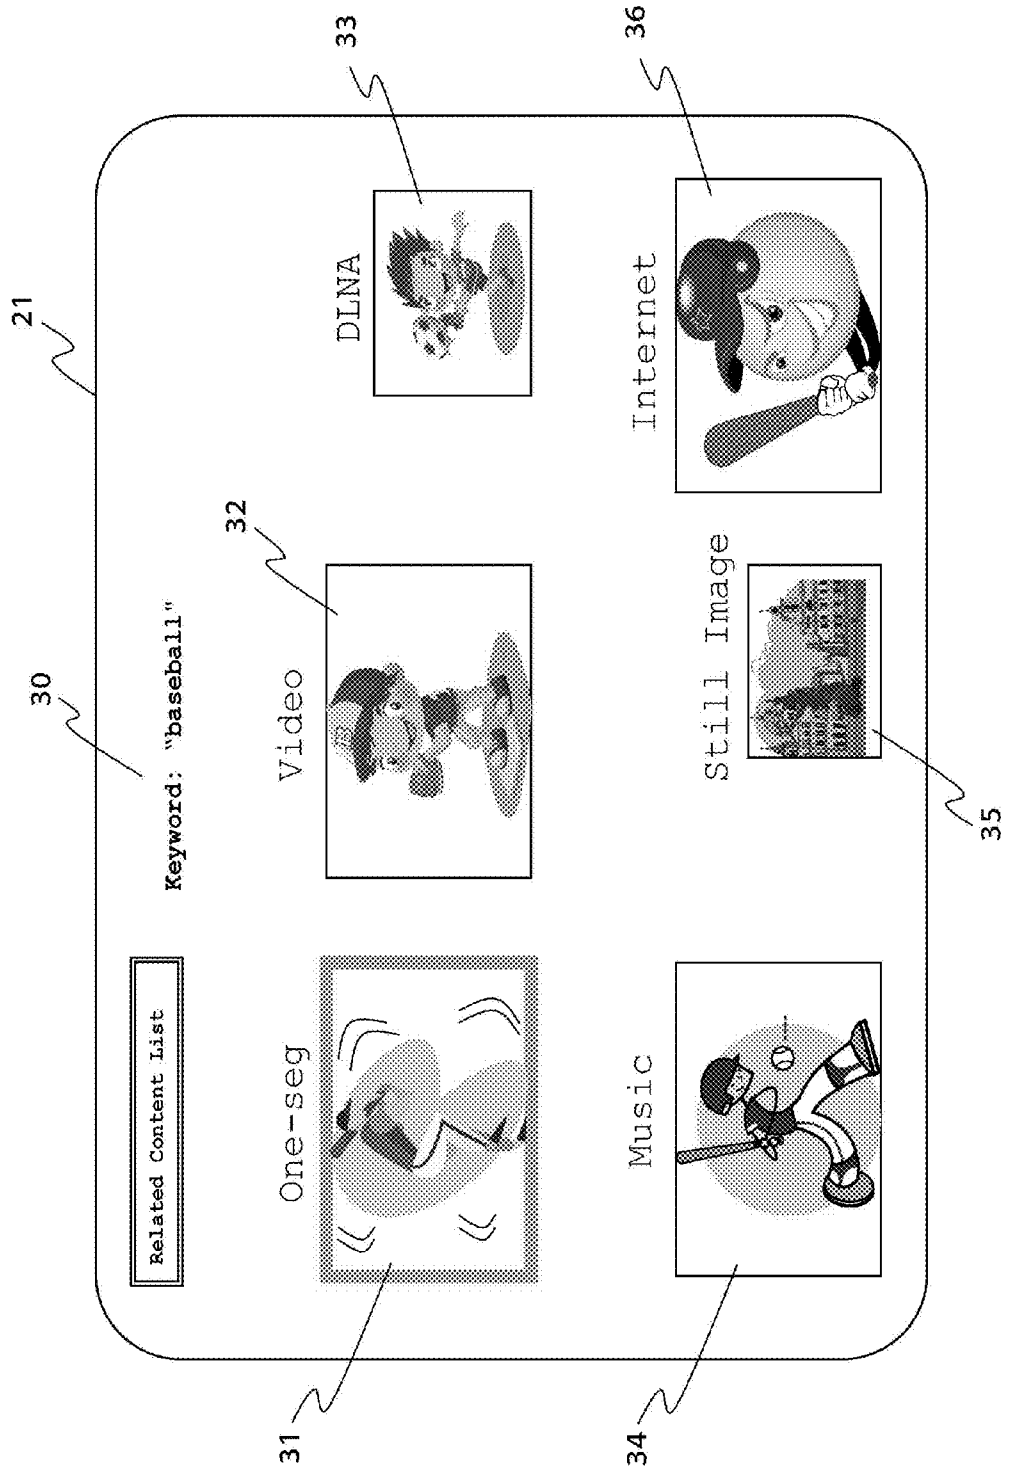 21
30
Related Content List
Keyword: "baseball"
31
One-seg
32
Video
33
DLNA
34
Music
35
Still Image
36
Internet